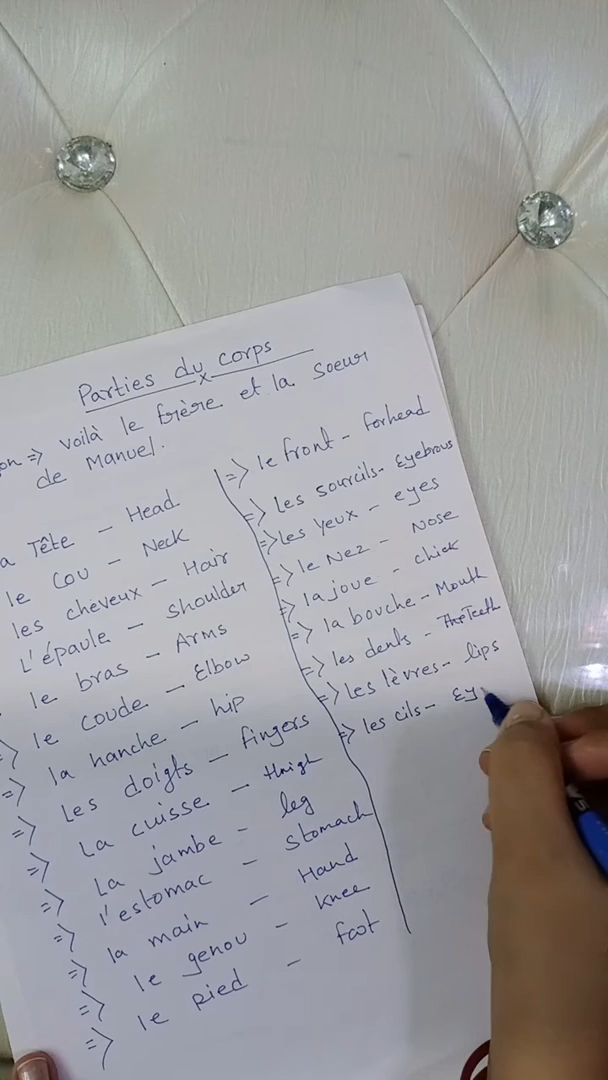 Parties du corps
x
on => voilà le frère et la soeur
de Manuel.
a Tête - Head
le Cou - Neck
les cheveux - Hair
L'épaule - Shoulder
le bras - Arms
=> le coude - Elbow
=> la hanche - hip
=> Les doigts - fingers
=> La cuisse - thigh
=> La jambe - leg
=> l'estomac - Stomach
=> la main - Hand
=> le genou - knee
=> le pied - foot
=> le front - forhead
=> les sourcils - Eyebrous
=> les yeux - eyes
=> le Nez - Nose
=> la joue - chick
=> la bouche - Mouth
=> les dents - The Teeth
=> les lèvres - lips
=> les cils - Ey